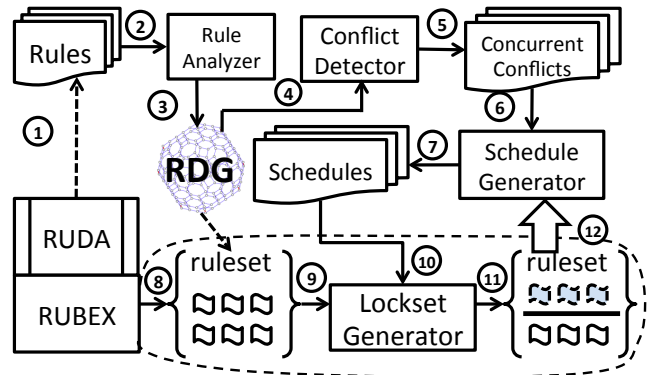 2
5
Rules
Rule
Analyzer
Conflict
Detector
Concurrent
Conflicts
3
4
6
1
7
RDG
Schedules
Schedule
Generator
RUDA
12
8
ruleset
9
10
11
ruleset
RUBEX
Lockset
Generator